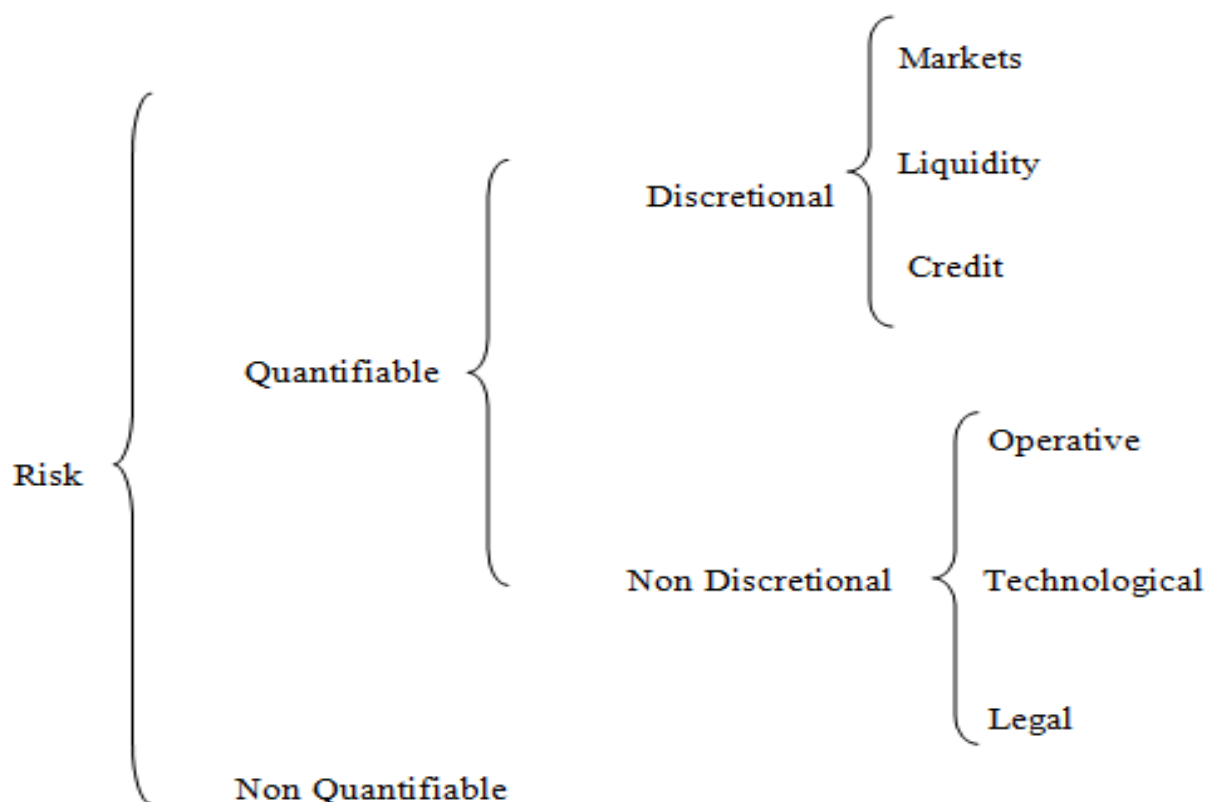 Markets
Liquidity
Discretional
Credit
Quantifiable
Operative
Risk
Non Discretional
Technological
Legal
Non Quantifiable